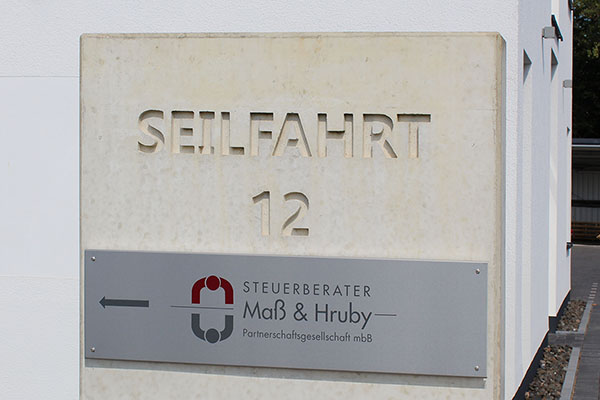 SEILFAHRT
12
STEUERBERATER
Maß & Hruby
Partnerschaftsgesellschaft mbB